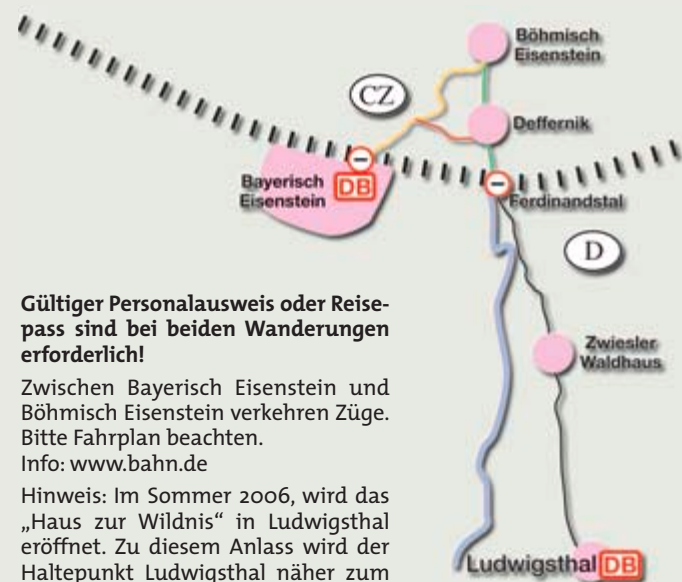 Böhmisch
Eisenstein
CZ
Deffernik
Bayerisch
Eisenstein
DB
Ferdinandstal
D
Zwiesler
Waldhaus
Ludwigsthal DB
Gültiger Personalausweis oder Reise-
pass sind bei beiden Wanderungen
erforderlich!
Zwischen Bayerisch Eisenstein und
Böhmisch Eisenstein verkehren Züge.
Bitte Fahrplan beachten.
Info: www.bahn.de
Hinweis: Im Sommer 2006, wird das
„Haus zur Wildnis“ in Ludwigsthal
eröffnet. Zu diesem Anlass wird der
Haltepunkt Ludwigsthal näher zum